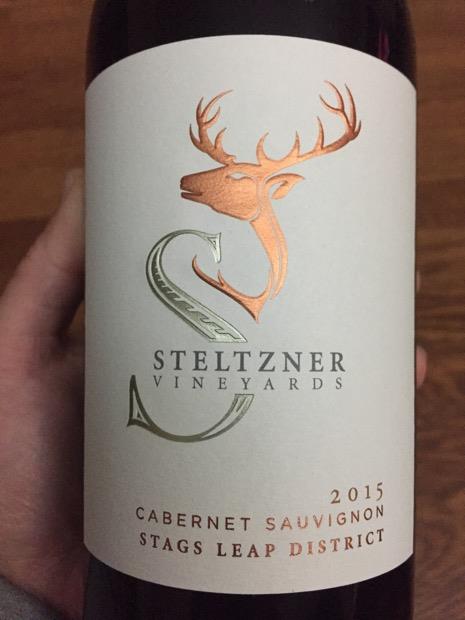 S
STELTZNER
VINEYARDS
2015
CABERNET SAUVIGNON
STAGS LEAP DISTRICT